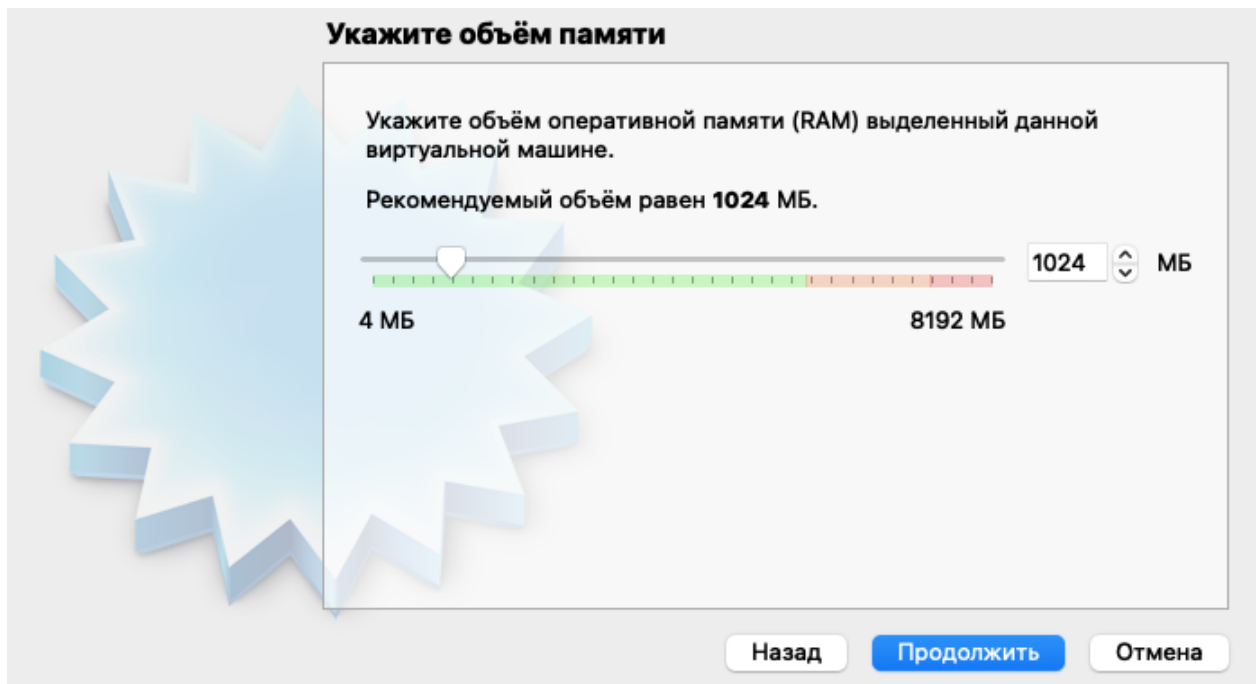 Укажите объём памяти
Укажите объём оперативной памяти (RAM) выделенный данной
виртуальной машине.
Рекомендуемый объём равен 1024 МБ.
1024 МБ
4 МБ 8192 МБ
Назад Продолжить Отмена